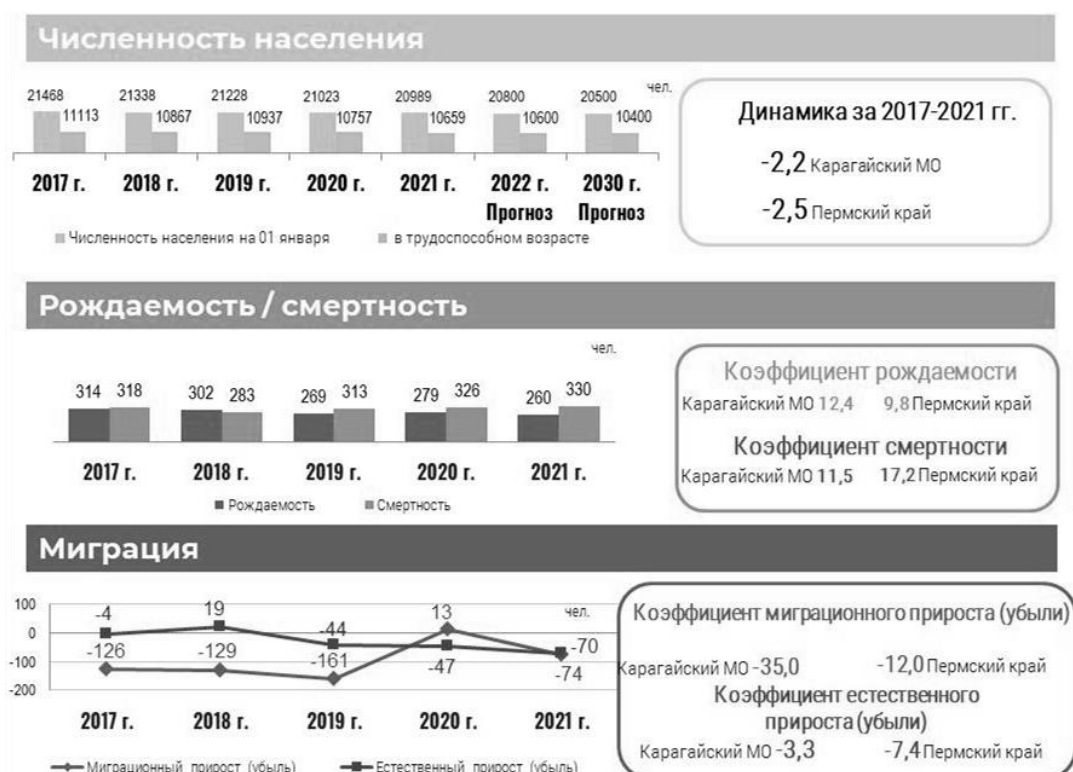 Численность населения
чел.
21468 11113 21338 10867 21228 10937 21023 10757 20989 10659 20800 10600 20500 10400
2017 г. 2018 г. 2019 г. 2020 г. 2021 г. 2022 г. 2030 г.
Прогноз Прогноз
Численность населения на 01 января в трудоспособном возрасте
Динамика за 2017-2021 гг.
-2,2 Карагайский МО
-2,5 Пермский край
Рождаемость / смертность
чел.
314 318 302 283 269 313 279 326 260 330
2017 г. 2018 г. 2019 г. 2020 г. 2021 г.
Рождаемость Смертность
Коэффициент рождаемости
Карагайский МО 12,4 9,8 Пермский край
Коэффициент смертности
Карагайский МО 11,5 17,2 Пермский край
Миграция
100
0
-100
-200
чел.
-4 19 -44 13 -70
-126 -129 -161 -47 -74
2017 г. 2018 г. 2019 г. 2020 г. 2021 г.
Миграционный прирост (убыль) Естественный прирост (убыль)
Коэффициент миграционного прироста (убыли)
Карагайский МО -35,0 -12,0 Пермский край
Коэффициент естественного
прироста (убыли)
Карагайский МО -3,3 -7,4 Пермский край